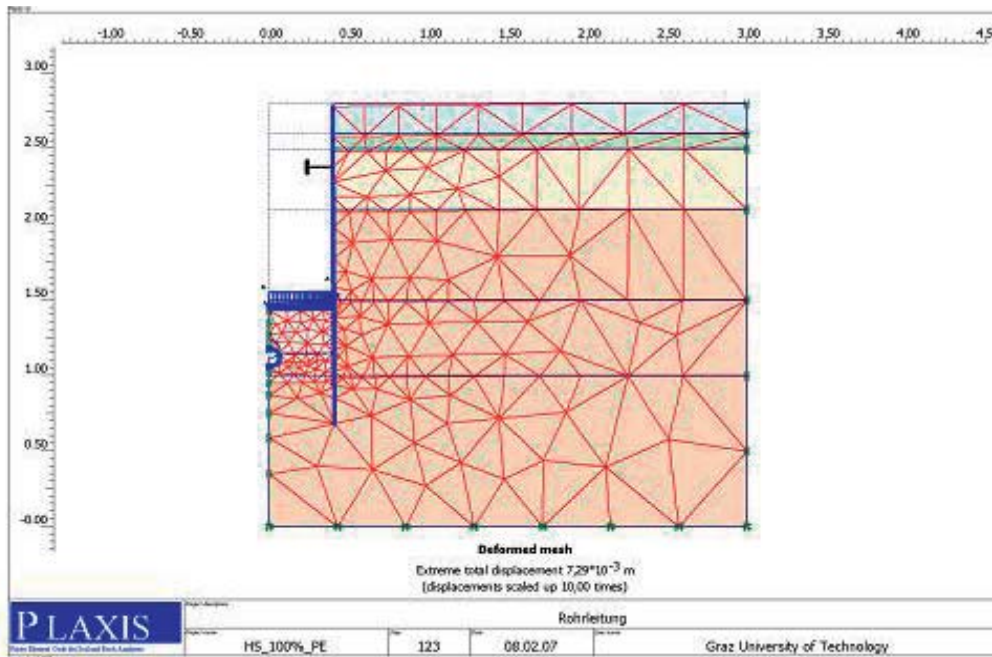 -1.00 -0.50 0.00 0.50 1.00 1.50 2.00 2.50 3.00 3.50 4.00 4.5
3.00
2.50
2.00
1.50
1.00
0.50
-0.00
Deformed mesh
Extreme total displacement 7,29*10-3 m
(displacements scaled up 10,00 times)
PLAXIS
Rohrleitung
HS_100%_PE
123
08.02.07
Graz University of Technology